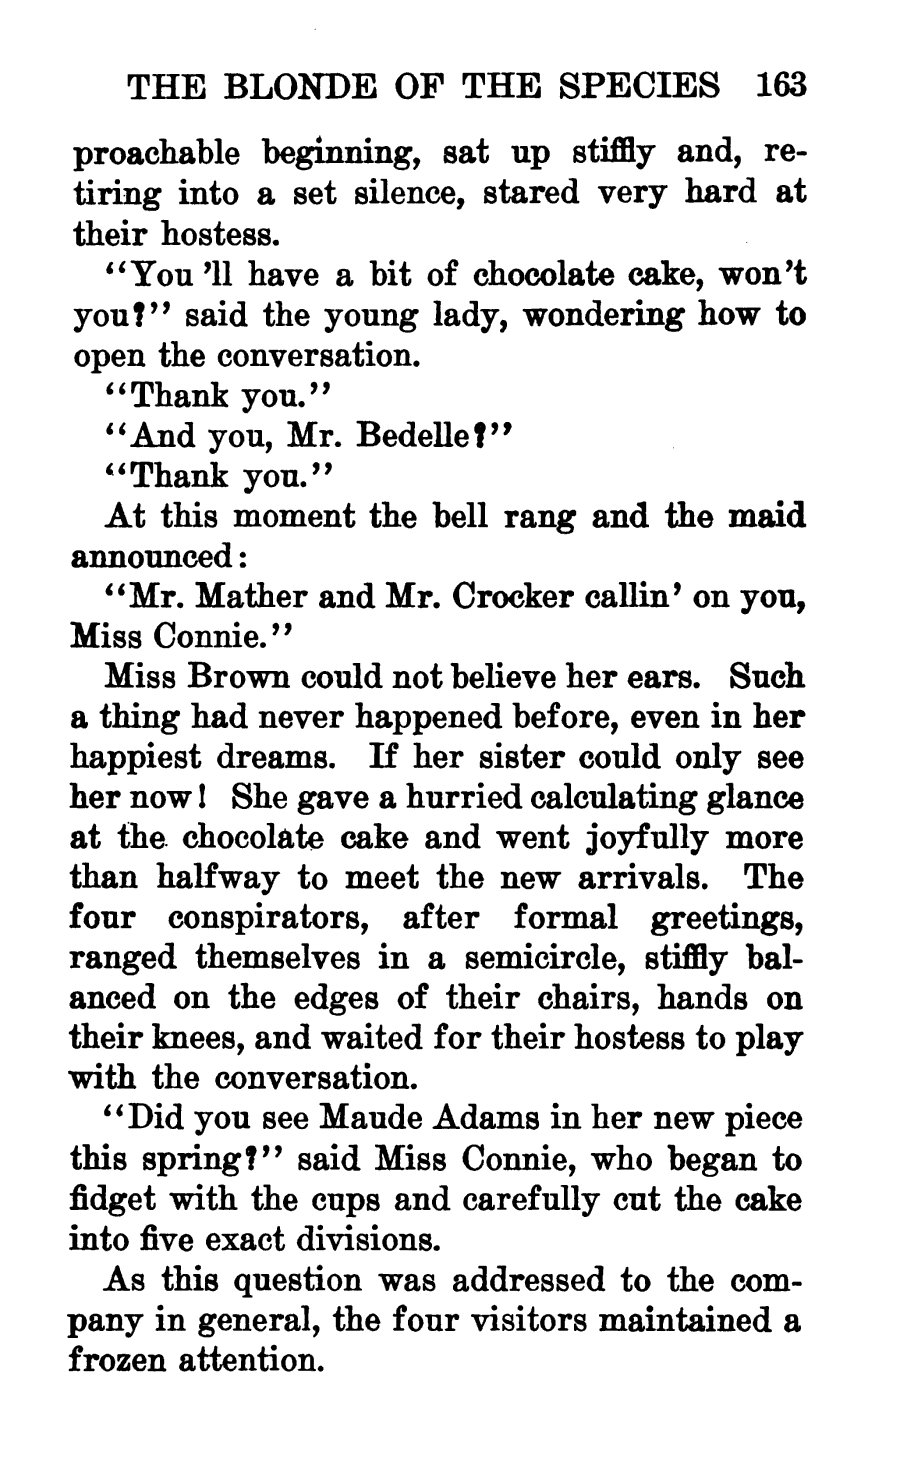 THE BLONDE OF THE SPECIES 163
proachable beginning, sat up stiffly and, re-
tiring into a set silence, stared very hard at
their hostess.
"You 'll have a bit of chocolate cake, won't
you?" said the young lady, wondering how to
open the conversation.
"Thank you."
"And you, Mr. Bedelle?"
"Thank you."
At this moment the bell rang and the maid
announced:
"Mr. Mather and Mr. Crocker callin' on you,
Miss Connie."
Miss Brown could not believe her ears. Such
a thing had never happened before, even in her
happiest dreams. If her sister could only see
her now! She gave a hurried calculating glance
at the chocolate cake and went joyfully more
than halfway to meet the new arrivals. The
four conspirators, after formal greetings,
ranged themselves in a semicircle, stiffly bal-
anced on the edges of their chairs, hands on
their knees, and waited for their hostess to play
with the conversation.
"Did you see Maude Adams in her new piece
this spring?" said Miss Connie, who began to
fidget with the cups and carefully cut the cake
into five exact divisions.
As this question was addressed to the com-
pany in general, the four visitors maintained a
frozen attention.